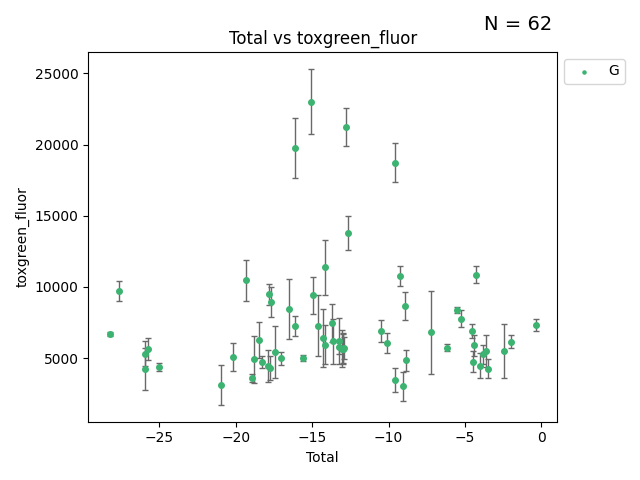 N = 62
Total vs toxgreen_fluor
G
25000
20000
15000
10000
5000
toxgreen_fluor
−25 −20 −15 −10 −5 0
Total